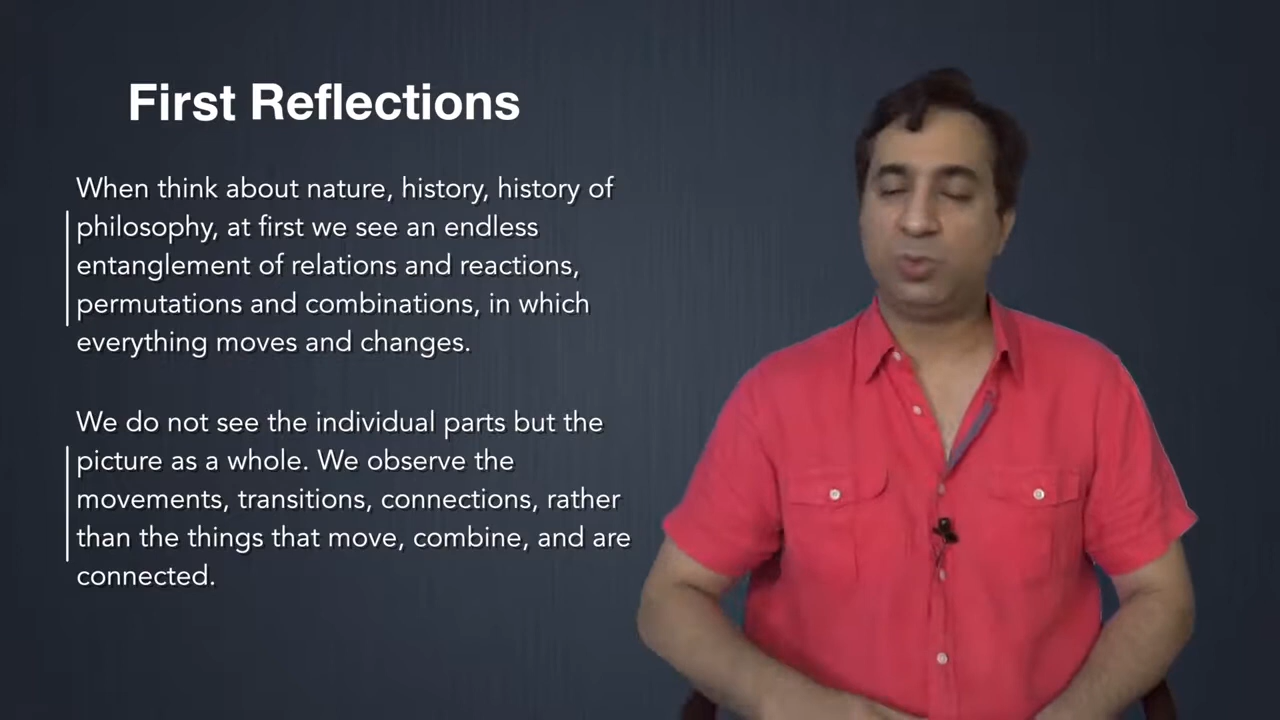 First Reflections
When think about nature, history, history of
philosophy, at first we see an endless
entanglement of relations and reactions,
permutations and combinations, in which
everything moves and changes.
We do not see the individual parts but the
picture as a whole. We observe the
movements, transitions, connections, rather
than the things that move, combine, and are
connected.